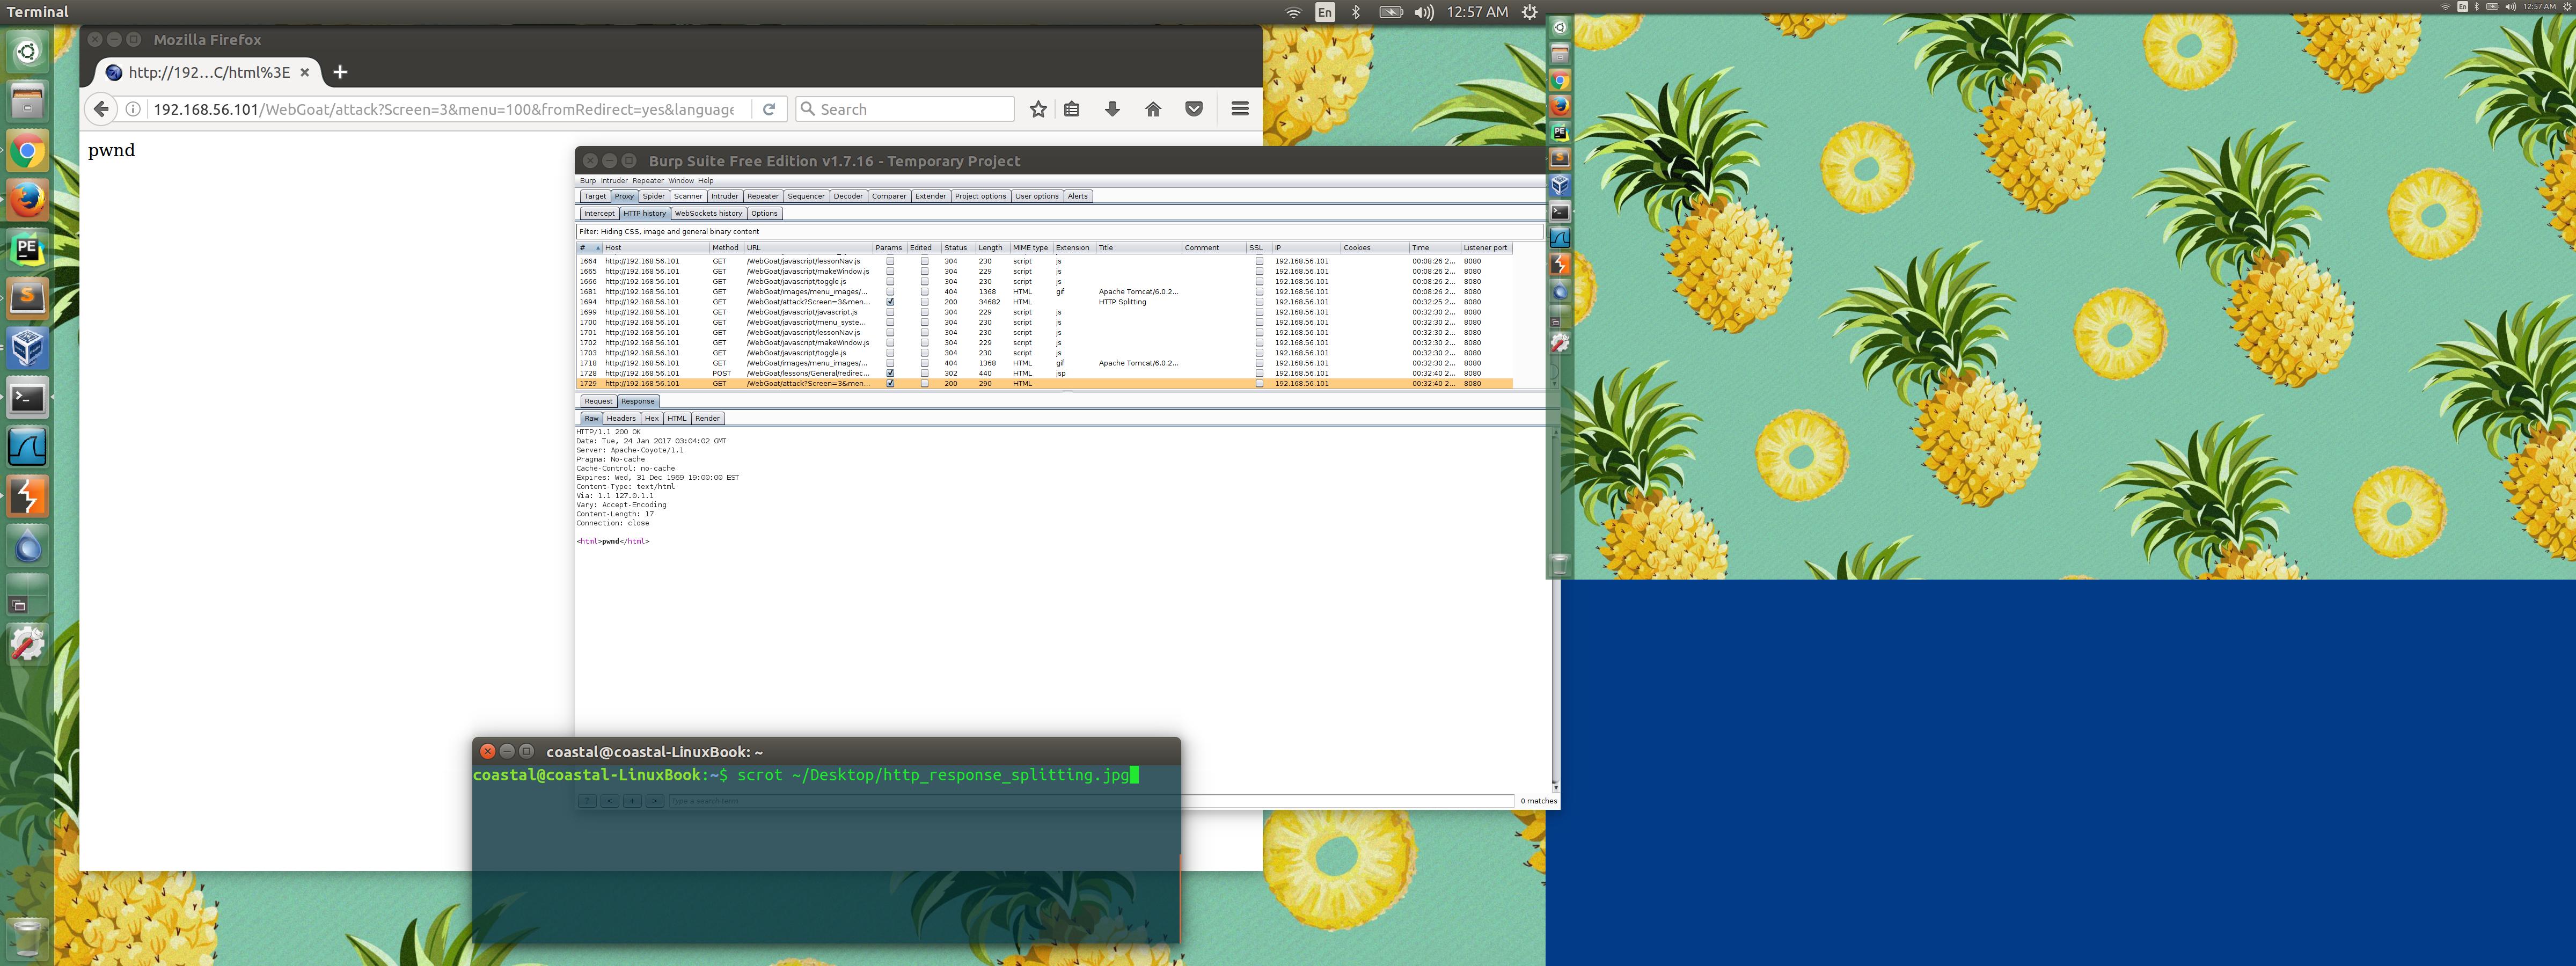 Terminal
En
12:57 AM
En
12:57 AM
Mozilla Firefox
http://192...C/html%3E
192.168.56.101/WebGoat/attack?Screen=3&menu=100&fromRedirect=yes&language
Search
pwnd
PE
S
PE
S
Burp Suite Free Edition v1.7.16 - Temporary Project
Burp Intruder Repeater Window Help
Target Proxy Spider Scanner Intruder Repeater Sequencer Decoder Comparer Extender Project options User options Alerts
Intercept HTTP history WebSockets history Options
Filter: Hiding CSS, image and general binary content
# Host Method URL Params Edited Status Length MIME type Extension Title Comment SSL IP Cookies Time Listener port
1664 http://192.168.56.101 GET /WebGoat/javascript/lessonNav.js 304 230 script js 192.168.56.101 00:08:26 2... 8080
1665 http://192.168.56.101 GET /WebGoat/javascript/makeWindow.js 304 229 script js 192.168.56.101 00:08:26 2... 8080
1666 http://192.168.56.101 GET /WebGoat/javascript/toggle.js 304 230 script js 192.168.56.101 00:08:26 2... 8080
1681 http://192.168.56.101 GET /WebGoat/images/menu_images/... 404 1368 HTML gif Apache Tomcat/6.0.2... 192.168.56.101 00:08:26 2... 8080
1694 http://192.168.56.101 GET /WebGoat/attack?Screen=3&men... 200 34682 HTML HTTP Splitting 192.168.56.101 00:32:25 2... 8080
1699 http://192.168.56.101 GET /WebGoat/javascript/javascript.js 304 229 script js 192.168.56.101 00:32:30 2... 8080
1700 http://192.168.56.101 GET /WebGoat/javascript/menu_syste... 304 230 script js 192.168.56.101 00:32:30 2... 8080
1701 http://192.168.56.101 GET /WebGoat/javascript/lessonNav.js 304 230 script js 192.168.56.101 00:32:30 2... 8080
1702 http://192.168.56.101 GET /WebGoat/javascript/makeWindow.js 304 229 script js 192.168.56.101 00:32:30 2... 8080
1703 http://192.168.56.101 GET /WebGoat/javascript/toggle.js 304 230 script js 192.168.56.101 00:32:30 2... 8080
1718 http://192.168.56.101 GET /WebGoat/images/menu_images/... 404 1368 HTML gif Apache Tomcat/6.0.2... 192.168.56.101 00:32:30 2... 8080
1728 http://192.168.56.101 POST /WebGoat/lessons/General/redirec... 302 440 HTML jsp 192.168.56.101 00:32:40 2... 8080
1729 http://192.168.56.101 GET /WebGoat/attack?Screen=3&men... 200 290 HTML 192.168.56.101 00:32:40 2... 8080
Request Response
Raw Headers Hex HTML Render
HTTP/1.1 200 OK
Date: Tue, 24 Jan 2017 03:04:02 GMT
Server: Apache-Coyote/1.1
Pragma: No-cache
Cache-Control: no-cache
Expires: Wed, 31 Dec 1969 19:00:00 EST
Content-Type: text/html
Via: 1.1 127.0.1.1
Vary: Accept-Encoding
Content-Length: 17
Connection: close
<html>pwnd</html>
coastal@coastal-LinuxBook: ~
coastal@coastal-LinuxBook:~$ scrot ~/Desktop/http_response_splitting.jpg
? < + > Type a search term
0 matches